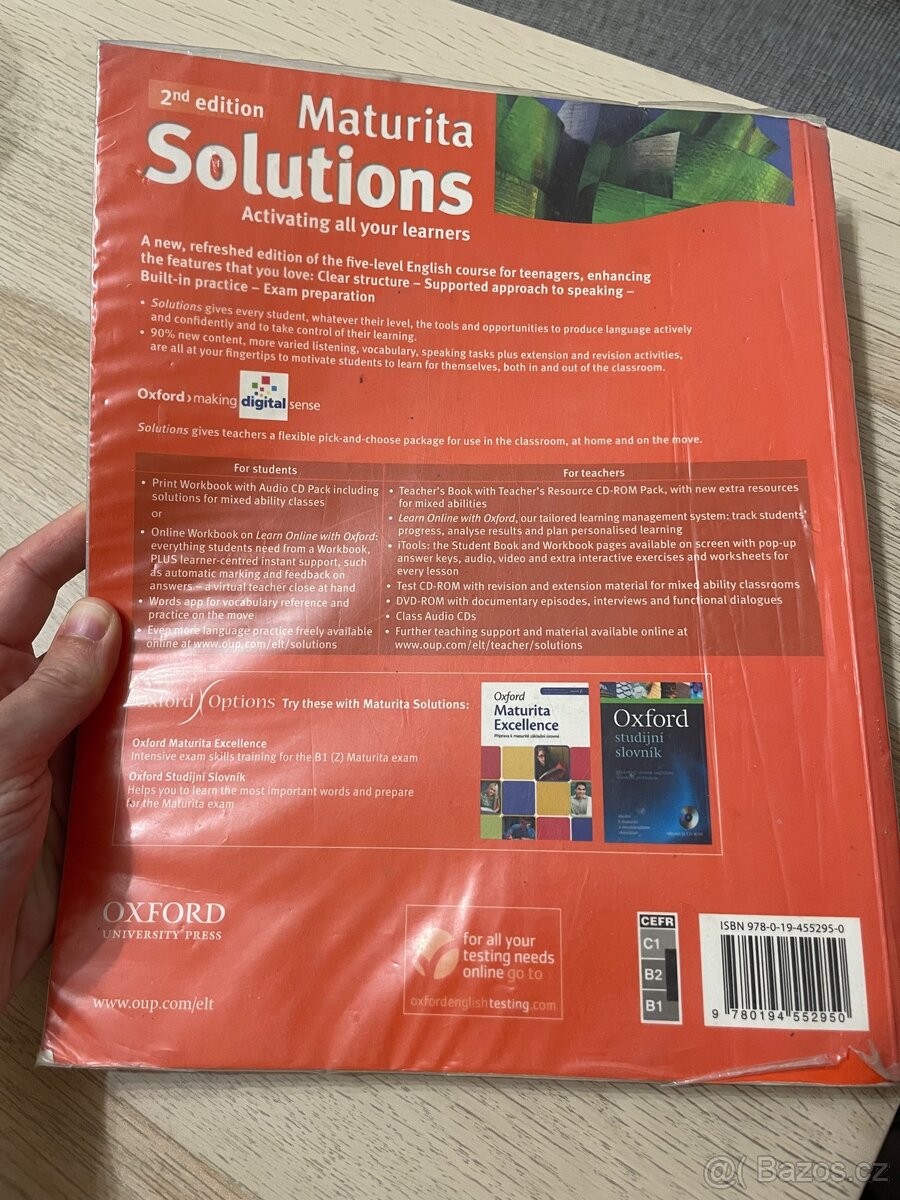 2nd edition
Maturita
Solutions
Activating all your learners
A new, refreshed edition of the five-level English course for teenagers, enhancing
the features that you love: Clear structure – Supported approach to speaking –
Built-in practice – Exam preparation
• Solutions gives every student, whatever their level, the tools and opportunities to produce language actively
and confidently and to take control of their learning.
• 90% new content, more varied listening, vocabulary, speaking tasks plus extension and revision activities,
are all at your fingertips to motivate students to learn for themselves, both in and out of the classroom.
Oxford › making digital sense
Solutions gives teachers a flexible pick-and-choose package for use in the classroom, at home and on the move.
For students
• Print Workbook with Audio CD Pack including
solutions for mixed ability classes
or
• Online Workbook on Learn Online with Oxford:
everything students need from a Workbook,
PLUS learner-centred instant support, such
as automatic marking and feedback on
answers – a virtual teacher close at hand
• Words app for vocabulary reference and
practice on the move
• Even more language practice freely available
online at www.oup.com/elt/solutions
For teachers
• Teacher's Book with Teacher's Resource CD-ROM Pack, with new extra resources
for mixed abilities
• Learn Online with Oxford, our tailored learning management system: track students'
progress, analyse results and plan personalised learning
• iTools: the Student Book and Workbook pages available on screen with pop-up
answer keys, audio, video and extra interactive exercises and worksheets for
every lesson
• Test CD-ROM with revision and extension material for mixed ability classrooms
• DVD-ROM with documentary episodes, interviews and functional dialogues
• Class Audio CDs
• Further teaching support and material available online at
www.oup.com/elt/teacher/solutions
Oxford Options Try these with Maturita Solutions:
Oxford Maturita Excellence
Intensive exam skills training for the B1 (Z) Maturita exam
Oxford Studijní Slovník
Helps you to learn the most important words and prepare
for the Maturita exam
Oxford
Maturita
Excellence
Příprava k maturitě základní úrovně
Oxford
studijní
slovník
OXFORD
UNIVERSITY PRESS
www.oup.com/elt
for all your
testing needs
online go to
oxfordenglishtesting.com
CEFR
C1
B2
B1
ISBN 978-0-19-455295-0
9 780194 552950
@( Bazos.cz